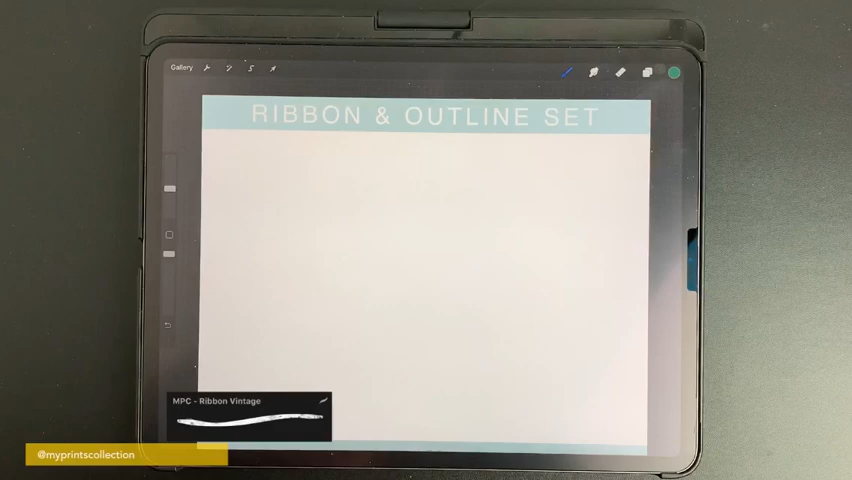 Gallery
RIBBON & OUTLINE SET
MPC - Ribbon Vintage
@myprintscollection